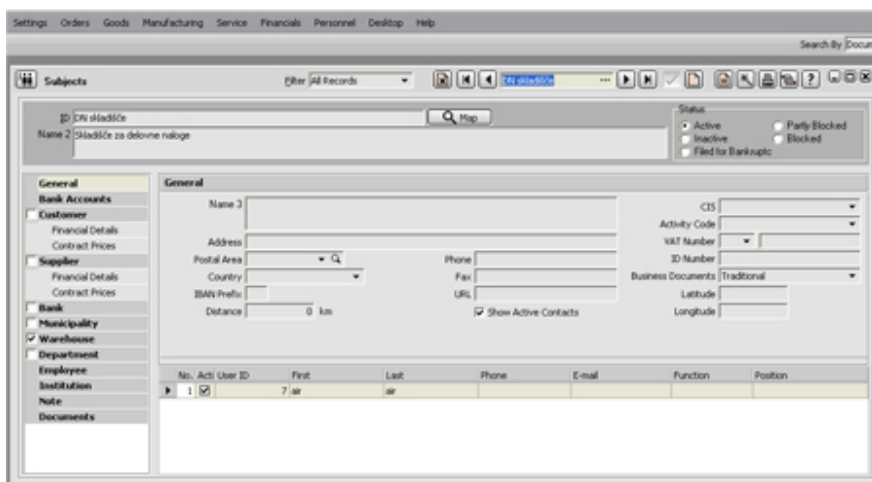 Settings Orders Goods Manufacturing Service Financials Personnel Desktop Help
Search By Docum
Subjects Filter All Records DN skladišče ... ?
ID DN skladišče Map
Name 2 Skladišče za delovne naloge
Status
Active Partly Blocked
Inactive Blocked
Filed for Bankruptc
General
Bank Accounts
Customer
Financial Details
Contract Prices
Supplier
Financial Details
Contract Prices
Bank
Municipality
Warehouse
Department
Employee
Institution
Note
Documents
General
Name 3 CIS
Activity Code
Address VAT Number
Postal Area Phone ID Number
Country Fax Business Documents Traditional
IBAN Prefix URL Latitude
Distance 0 km Show Active Contacts Longitude
No. Acti User ID First Last Phone E-mail Function Position
1 7 air air